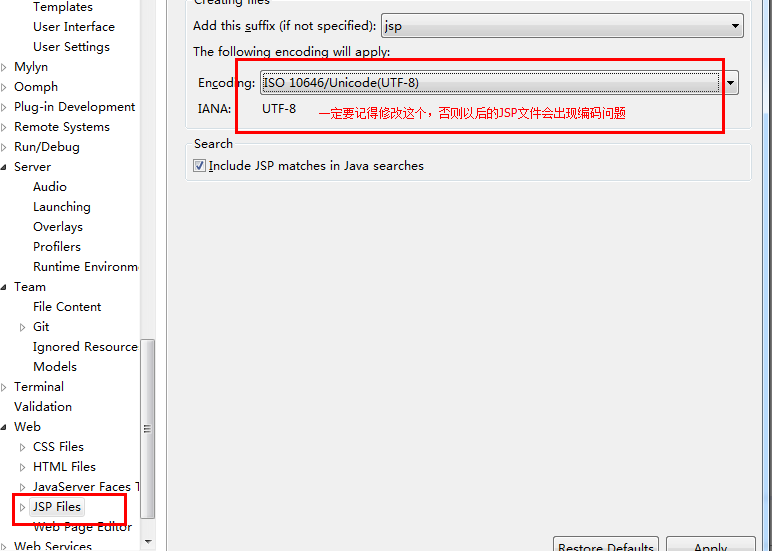 Templates
User Interface
User Settings
Mylyn
Oomph
Plug-in Development
Remote Systems
Run/Debug
Server
Audio
Launching
Overlays
Profilers
Runtime Environm
Team
File Content
Git
Ignored Resource
Models
Terminal
Validation
Web
CSS Files
HTML Files
JavaServer Faces T
JSP Files
Web Page Editor
Web Services
Creating files
Add this suffix (if not specified): jsp
The following encoding will apply:
Encoding: ISO 10646/Unicode(UTF-8)
IANA: UTF-8 一定要记得修改这个，否则以后的JSP文件会出现编码问题
Search
Include JSP matches in Java searches
Restore Defaults Apply